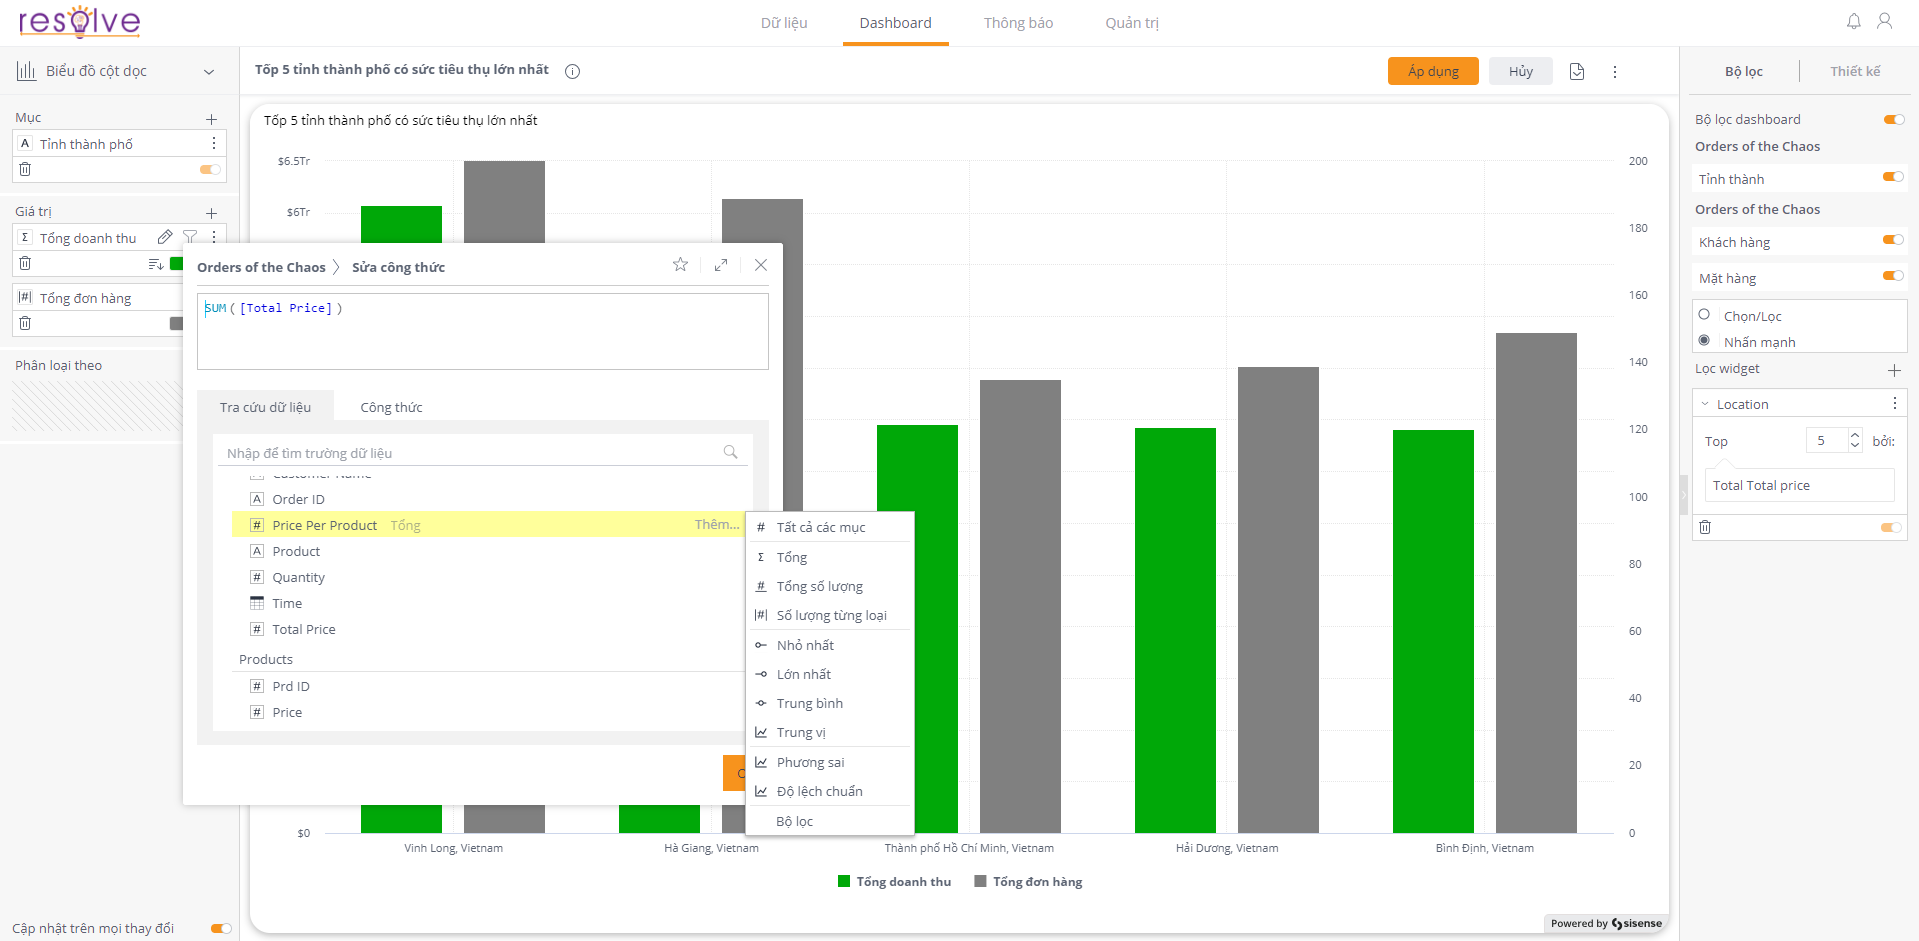 resolve
Dữ liệu
Dashboard
Thông báo
Quản trị
Biểu đồ cột dọc
Tốp 5 tỉnh thành phố có sức tiêu thụ lớn nhất
Áp dụng
Hủy
Bộ lọc
Thiết kế
Mục
A Tỉnh thành phố
Giá trị
Σ Tổng doanh thu
|#| Tổng đơn hàng
Phân loại theo
Cập nhật trên mọi thay đổi
Tốp 5 tỉnh thành phố có sức tiêu thụ lớn nhất
$6.5Tr
$6Tr
$0
Orders of the Chaos
Sửa công thức
SUM ( [Total Price] )
Tra cứu dữ liệu
Công thức
Nhập để tìm trường dữ liệu
Customer Name
A Order ID
# Price Per Product Tổng Thêm...
A Product
# Quantity
Time
# Total Price
Products
# Prd ID
# Price
# Tất cả các mục
Σ Tổng
# Tổng số lượng
|#| Số lượng từng loại
Nhỏ nhất
Lớn nhất
Trung bình
Trung vị
Phương sai
Độ lệch chuẩn
Bộ lọc
200
180
160
140
120
100
80
60
40
20
0
Vinh Long, Vietnam
Hà Giang, Vietnam
Thành phố Hồ Chí Minh, Vietnam
Hải Dương, Vietnam
Bình Định, Vietnam
Tổng doanh thu
Tổng đơn hàng
Powered by sisense
Bộ lọc dashboard
Orders of the Chaos
Tỉnh thành
Orders of the Chaos
Khách hàng
Mặt hàng
Chọn/Lọc
Nhấn mạnh
Lọc widget
Location
Top 5 bởi:
Total Total price